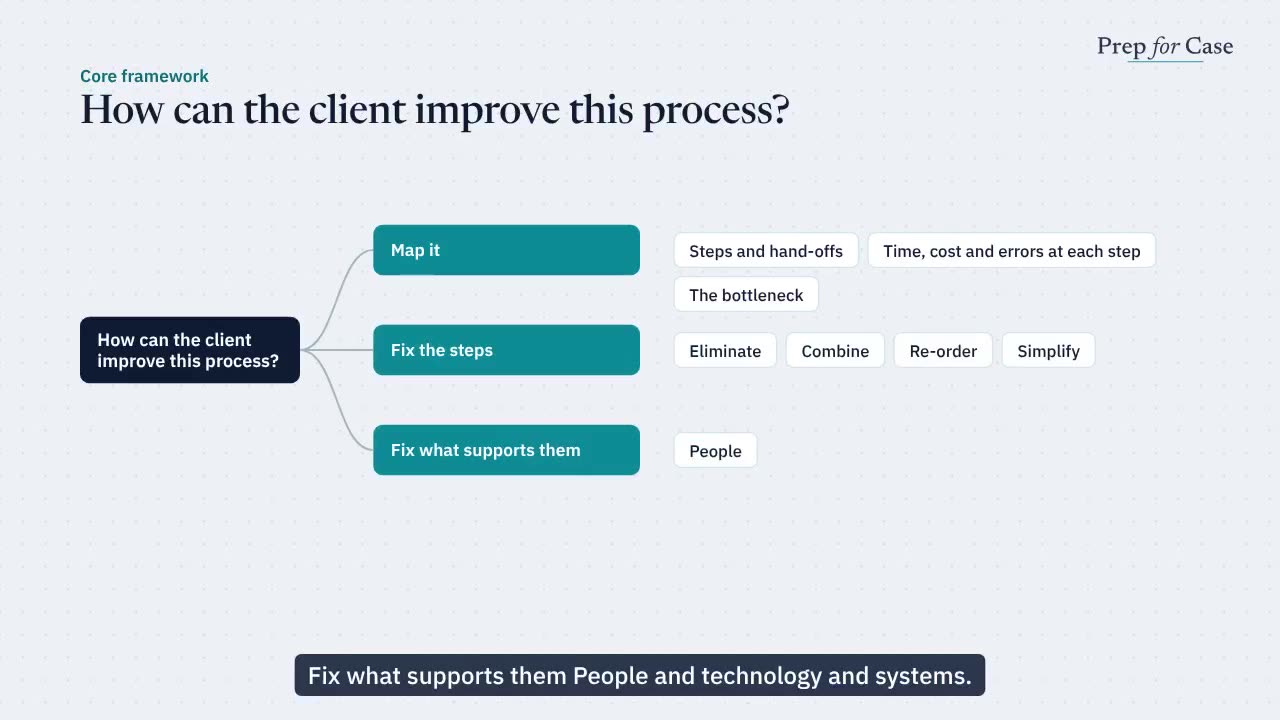 Prep for Case
Core framework
How can the client improve this process?
How can the client
improve this process?
Map it
Steps and hand-offs
Time, cost and errors at each step
The bottleneck
Fix the steps
Eliminate
Combine
Re-order
Simplify
Fix what supports them
People
Fix what supports them People and technology and systems.